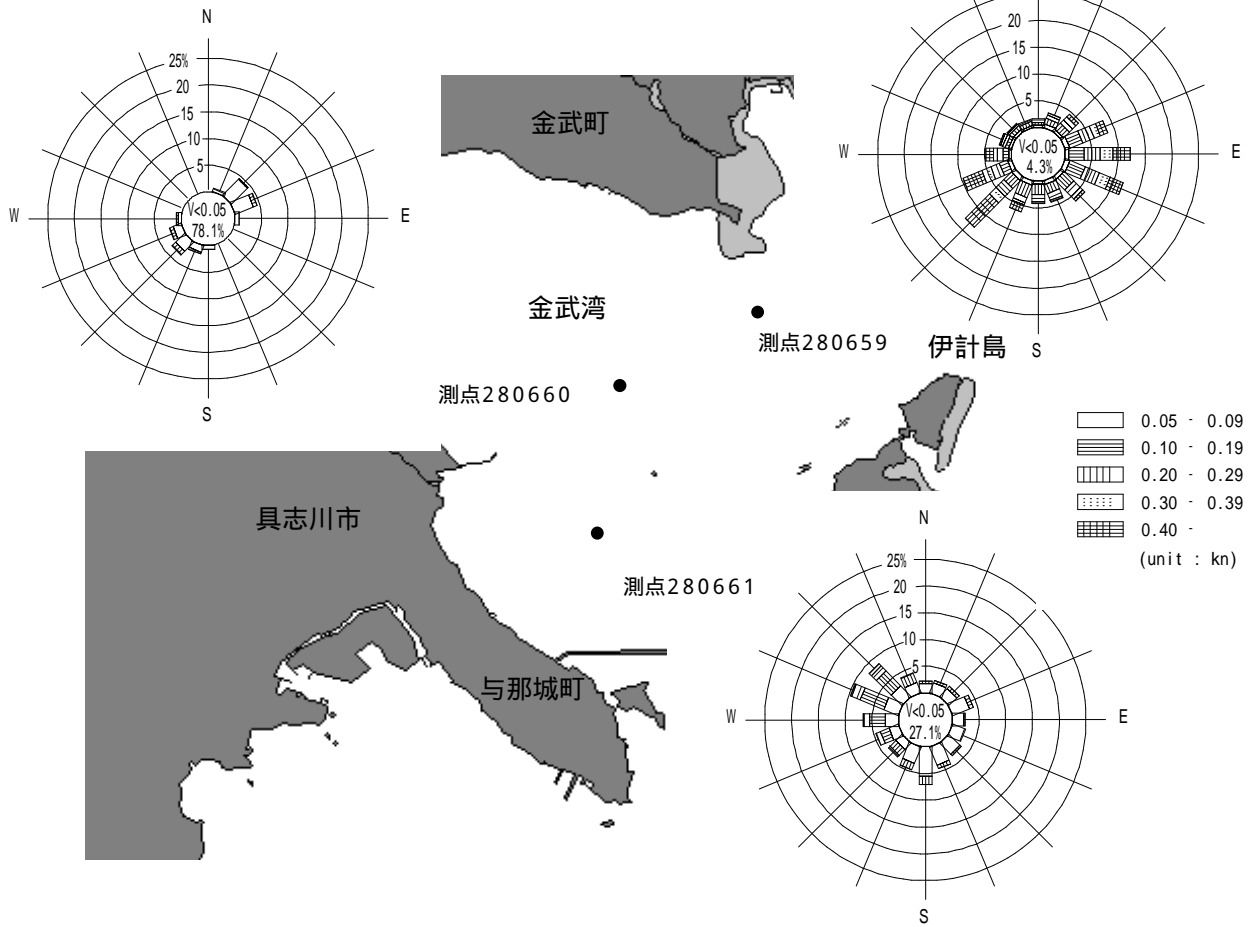 N
25%
20
15
10
5
W
V<0.05
78.1%
E
S
20
15
10
5
W
V<0.05
4.3%
E
S
金武町
金武湾
測点280659
伊計島
測点280660
0.05 - 0.09
0.10 - 0.19
0.20 - 0.29
0.30 - 0.39
0.40 -
(unit : kn)
具志川市
測点280661
与那城町
N
25%
20
15
10
5
W
V<0.05
27.1%
E
S